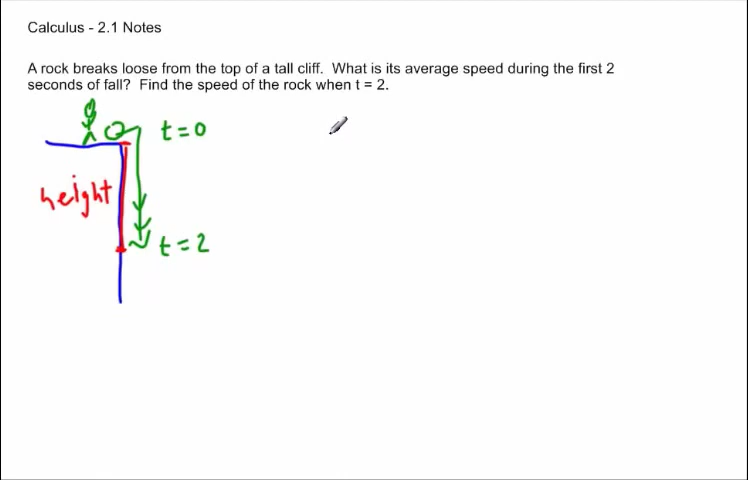 Calculus - 2.1 Notes
A rock breaks loose from the top of a tall cliff. What is its average speed during the first 2
seconds of fall? Find the speed of the rock when t = 2.
t = 0
height
t = 2